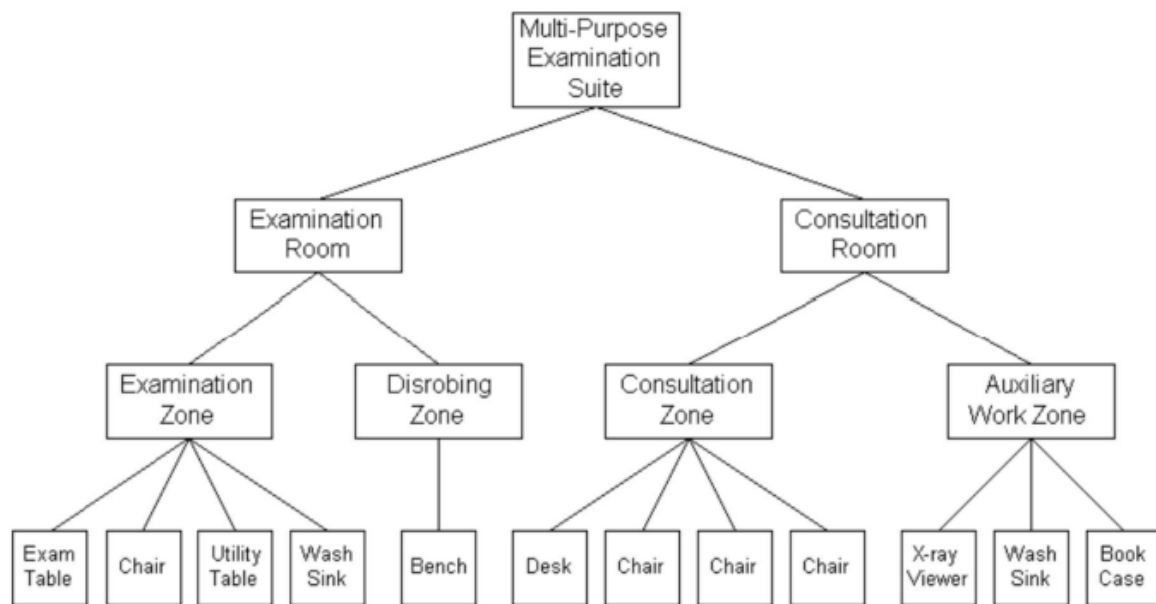 Multi-Purpose
Examination
Suite
Examination
Room
Consultation
Room
Examination
Zone
Disrobing
Zone
Consultation
Zone
Auxiliary
Work Zone
Exam
Table
Chair
Utility
Table
Wash
Sink
Bench
Desk
Chair
Chair
Chair
X-ray
Viewer
Wash
Sink
Book
Case